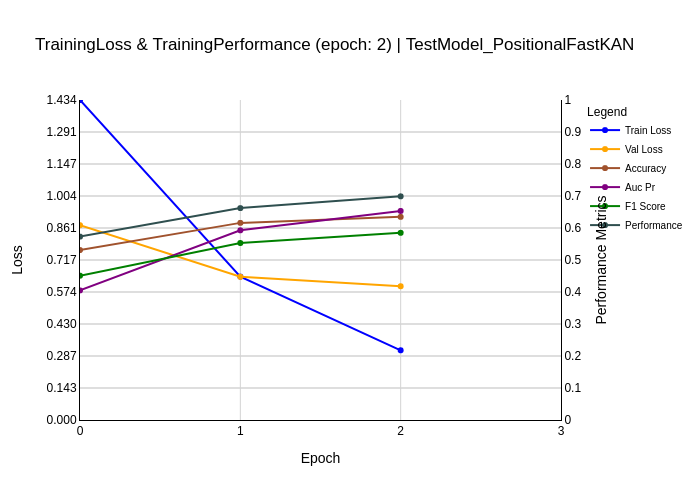 TrainingLoss & TrainingPerformance (epoch: 2) | TestModel_PositionalFastKAN
1.434
1.291
1.147
1.004
0.861
0.717
0.574
0.430
0.287
0.143
0.000
Loss
0
1
2
3
Epoch
1
0.9
0.8
0.7
0.6
0.5
0.4
0.3
0.2
0.1
0
Performance Metrics
Legend
Train Loss
Val Loss
Accuracy
Auc Pr
F1 Score
Performance